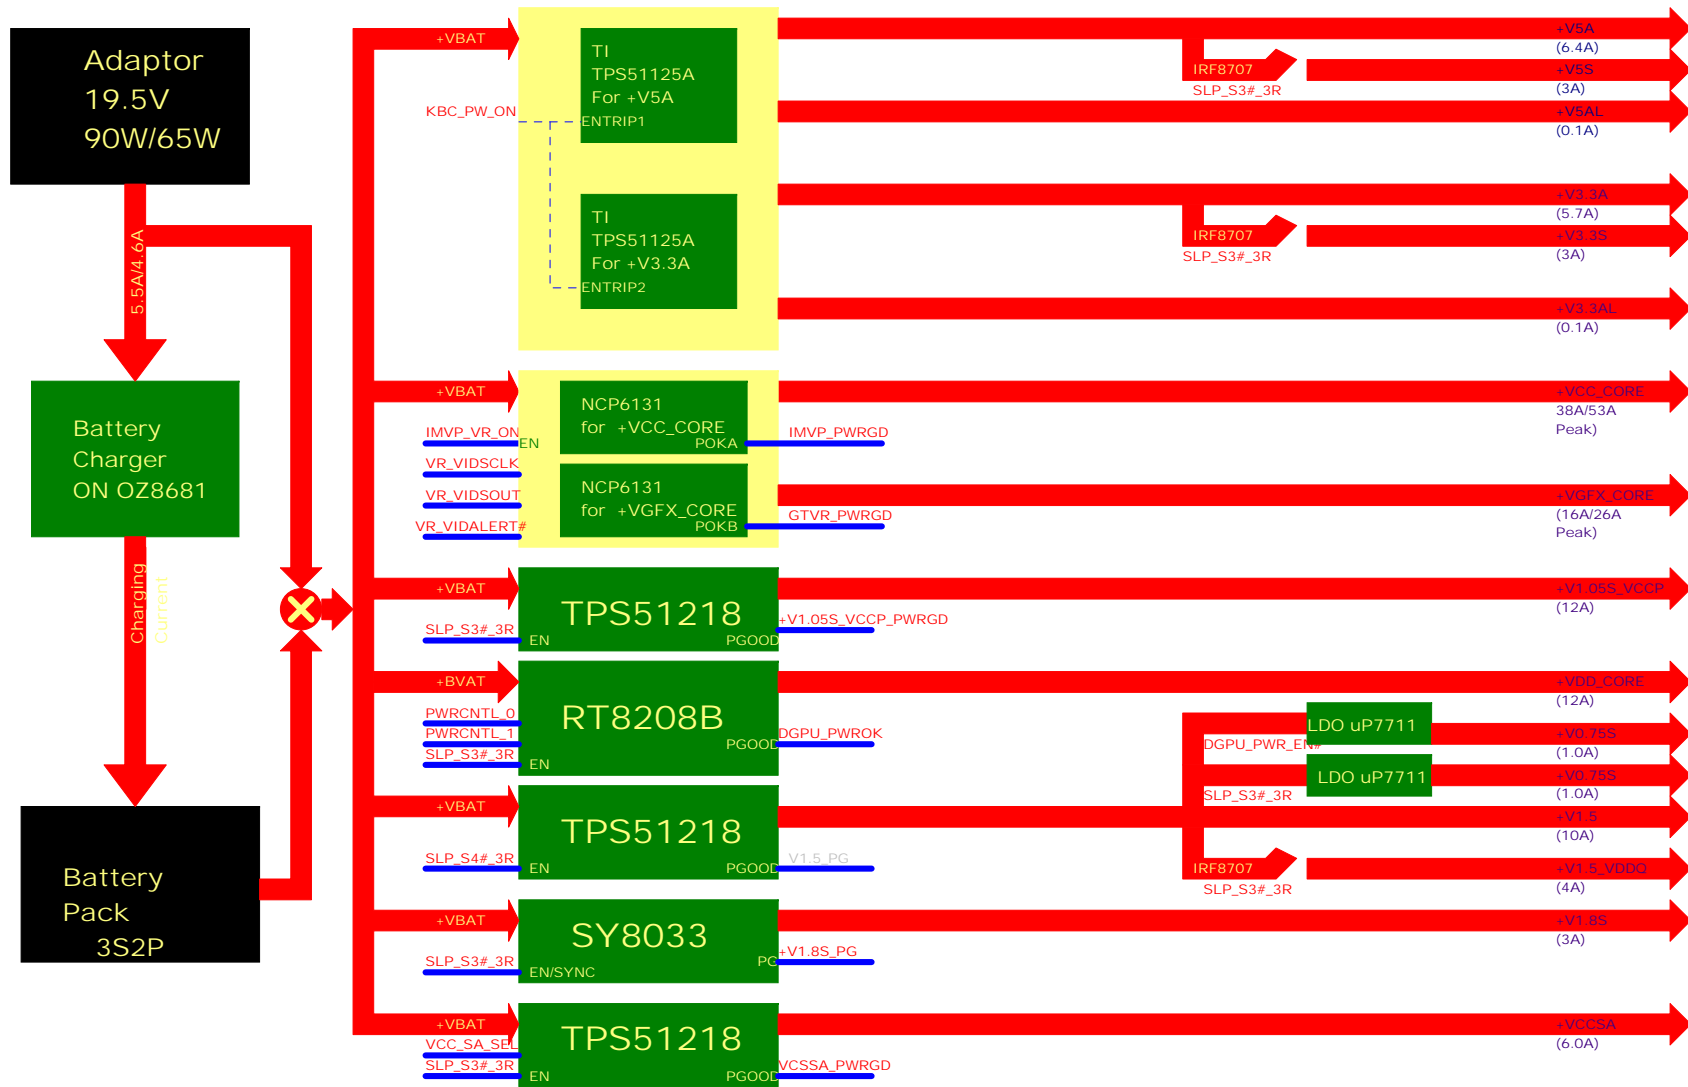 Adaptor
19.5V
90W/65W
5.5A/4.6A
Battery
Charger
ON OZ8681
Charging
Current
Battery
Pack
3S2P
+VBAT
KBC_PW_ON
TI
TPS51125A
For +V5A
ENTRIP1
TI
TPS51125A
For +V3.3A
ENTRIP2
+V5A
(6.4A)
IRF8707
SLP_S3#_3R
+V5S
(3A)
+V5AL
(0.1A)
+V3.3A
(5.7A)
IRF8707
SLP_S3#_3R
+V3.3S
(3A)
+V3.3AL
(0.1A)
+VBAT
IMVP_VR_ON
EN
VR_VIDSCLK
VR_VIDSOUT
VR_VIDALERT#
NCP6131
for +VCC_CORE
POKA
IMVP_PWRGD
NCP6131
for +VGFX_CORE
POKB
GTVR_PWRGD
+VCC_CORE
38A/53A
Peak)
+VGFX_CORE
(16A/26A
Peak)
+VBAT
SLP_S3#_3R
TPS51218
EN
PGOOD
+V1.05S_VCCP_PWRGD
+V1.05S_VCCP
(12A)
+BVAT
PWRCNTL_0
PWRCNTL_1
SLP_S3#_3R
RT8208B
EN
PGOOD
DGPU_PWROK
+VDD_CORE
(12A)
LDO uP7711
DGPU_PWR_EN#
+V0.75S
(1.0A)
LDO uP7711
SLP_S3#_3R
+V0.75S
(1.0A)
+VBAT
SLP_S4#_3R
TPS51218
EN
PGOOD
V1.5_PG
+V1.5
(10A)
IRF8707
SLP_S3#_3R
+V1.5_VDDQ
(4A)
+VBAT
SLP_S3#_3R
SY8033
EN/SYNC
PG
+V1.8S_PG
+V1.8S
(3A)
+VBAT
VCC_SA_SEL
SLP_S3#_3R
TPS51218
EN
PGOOD
VCSSA_PWRGD
+VCCSA
(6.0A)